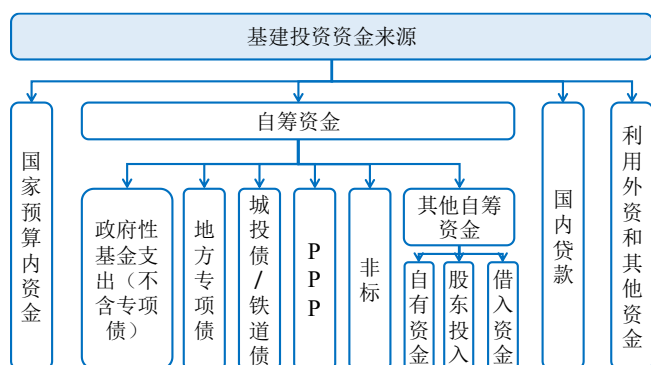 基建投资资金来源
国家预算内资金
自筹资金
国内贷款
利用外资和其他资金
政府性
基金支
出（不
含专项
债）
地方专项债
城投债/铁道债
PPP
非标
其他自筹
资金
自有资金
股东投入
借入资金